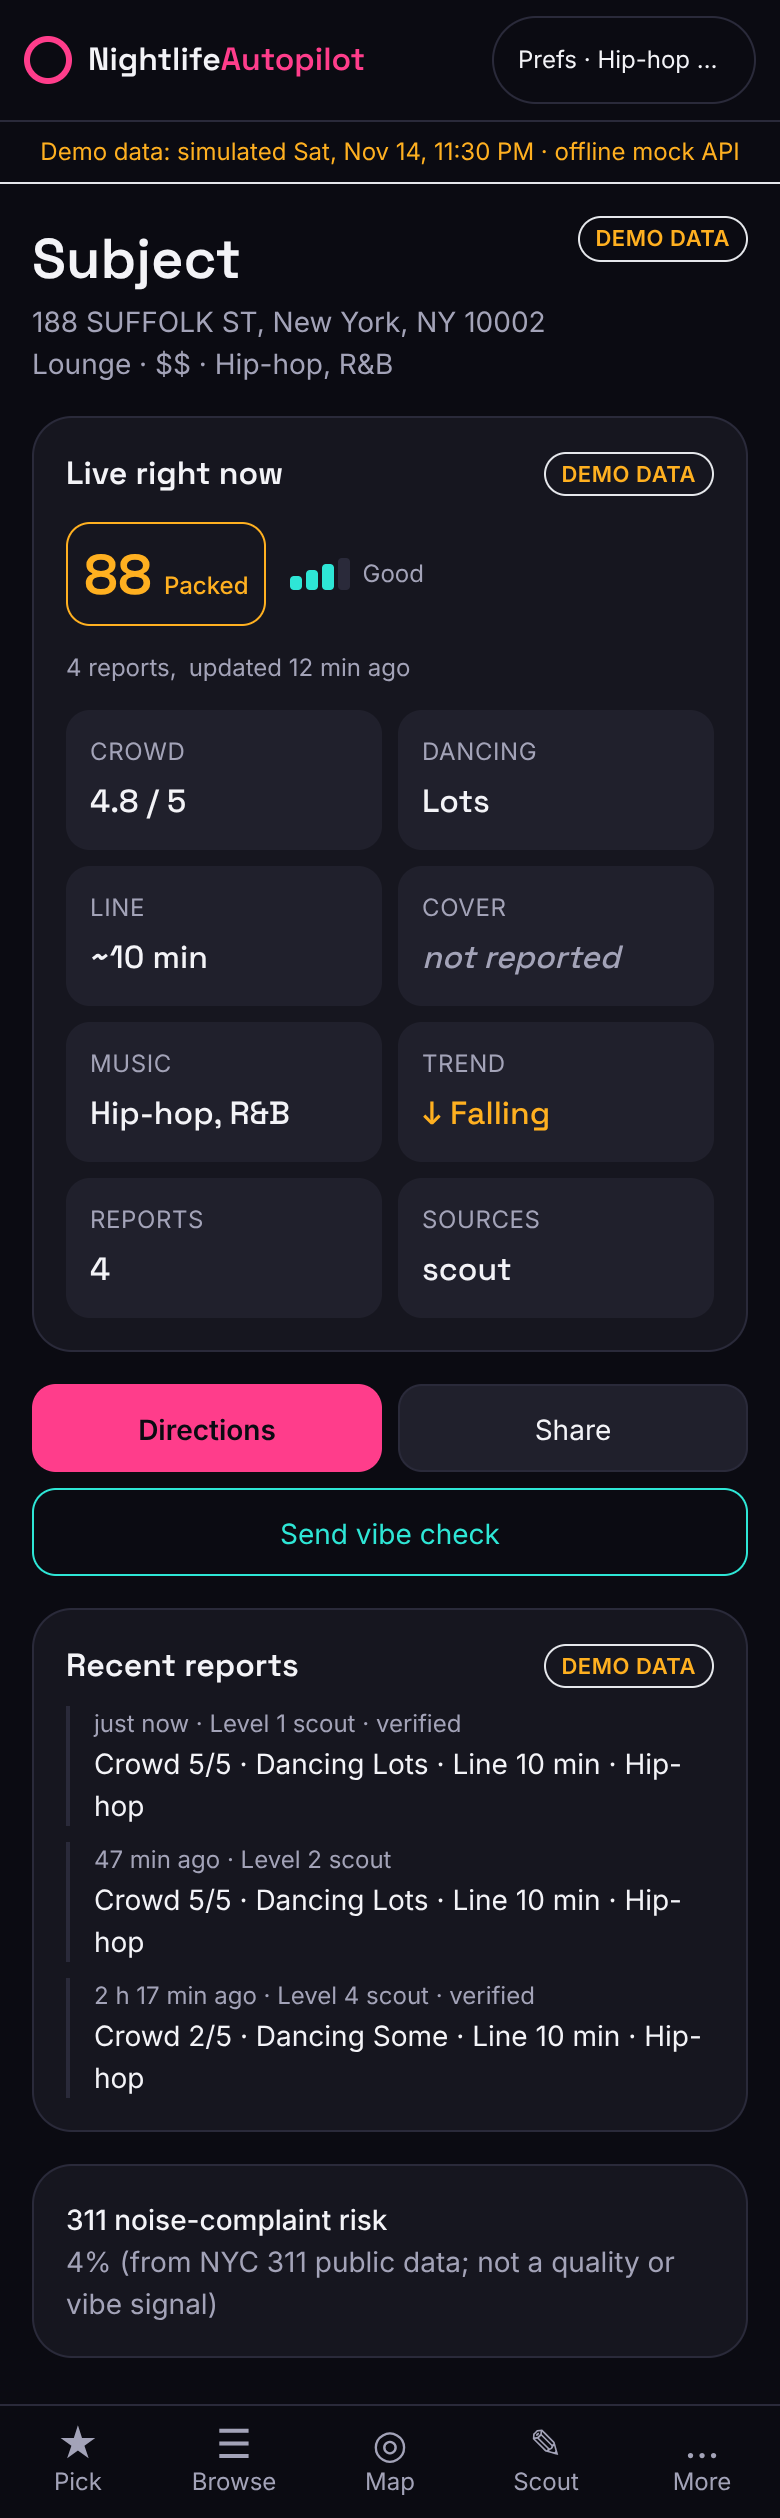 NightlifeAutopilot
Prefs · Hip-hop ...
Demo data: simulated Sat, Nov 14, 11:30 PM · offline mock API
Subject
DEMO DATA
188 SUFFOLK ST, New York, NY 10002
Lounge · $$ · Hip-hop, R&B
Live right now
DEMO DATA
88 Packed
Good
4 reports, updated 12 min ago
CROWD
4.8 / 5
DANCING
Lots
LINE
~10 min
COVER
not reported
MUSIC
Hip-hop, R&B
TREND
↓ Falling
REPORTS
4
SOURCES
scout
Directions
Share
Send vibe check
Recent reports
DEMO DATA
just now · Level 1 scout · verified
Crowd 5/5 · Dancing Lots · Line 10 min · Hip-
hop
47 min ago · Level 2 scout
Crowd 5/5 · Dancing Lots · Line 10 min · Hip-
hop
2 h 17 min ago · Level 4 scout · verified
Crowd 2/5 · Dancing Some · Line 10 min · Hip-
hop
311 noise-complaint risk
4% (from NYC 311 public data; not a quality or
vibe signal)
Pick
Browse
Map
Scout
More